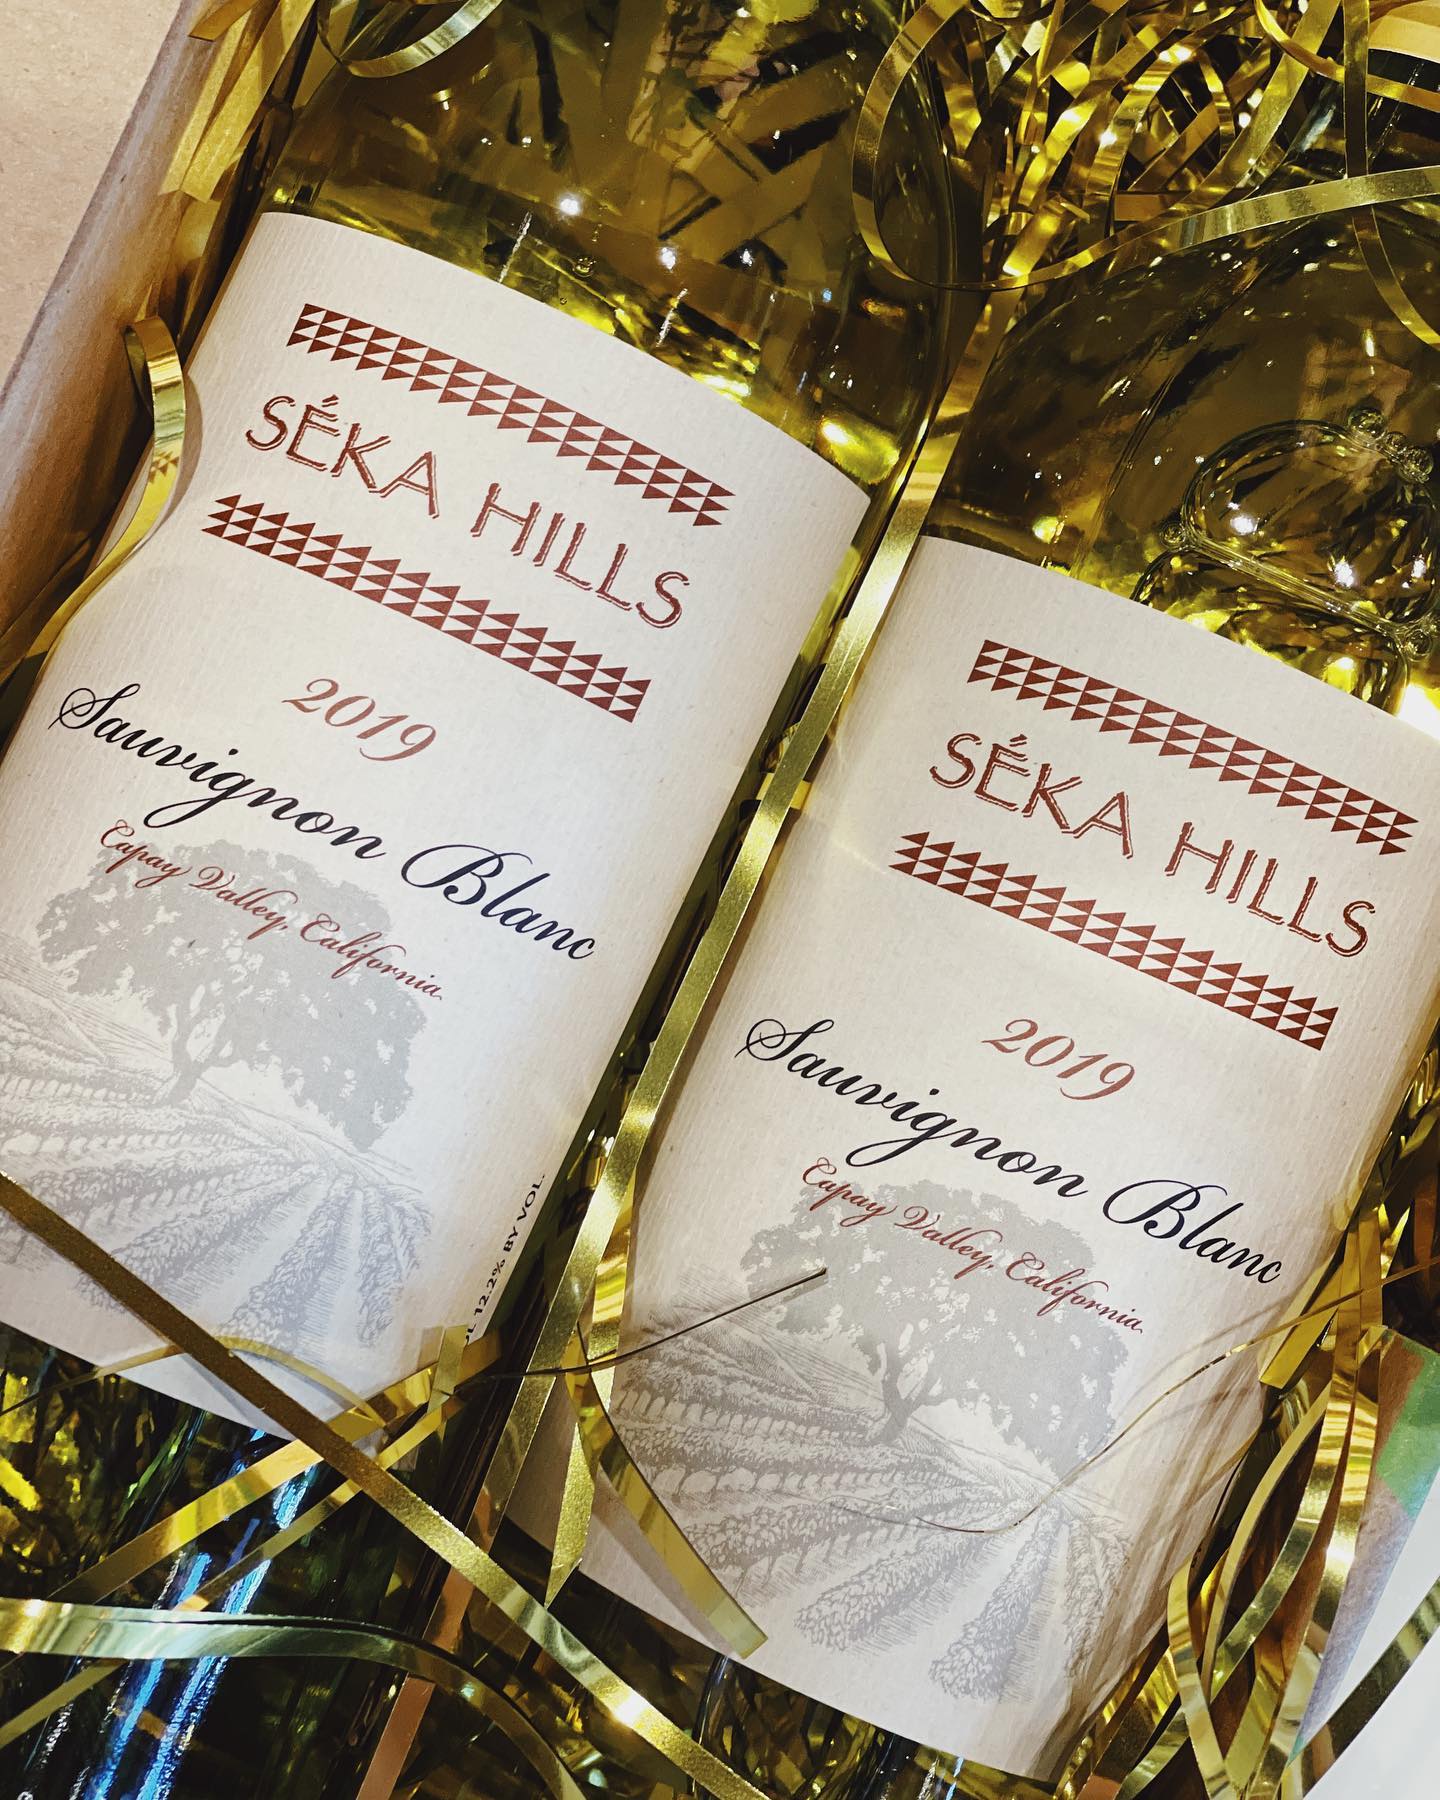 SÉKA HILLS
2019
Sauvignon Blanc
Capay Valley, California
12.2% BY VOL.
SÉKA HILLS
2019
Sauvignon Blanc
Capay Valley, California